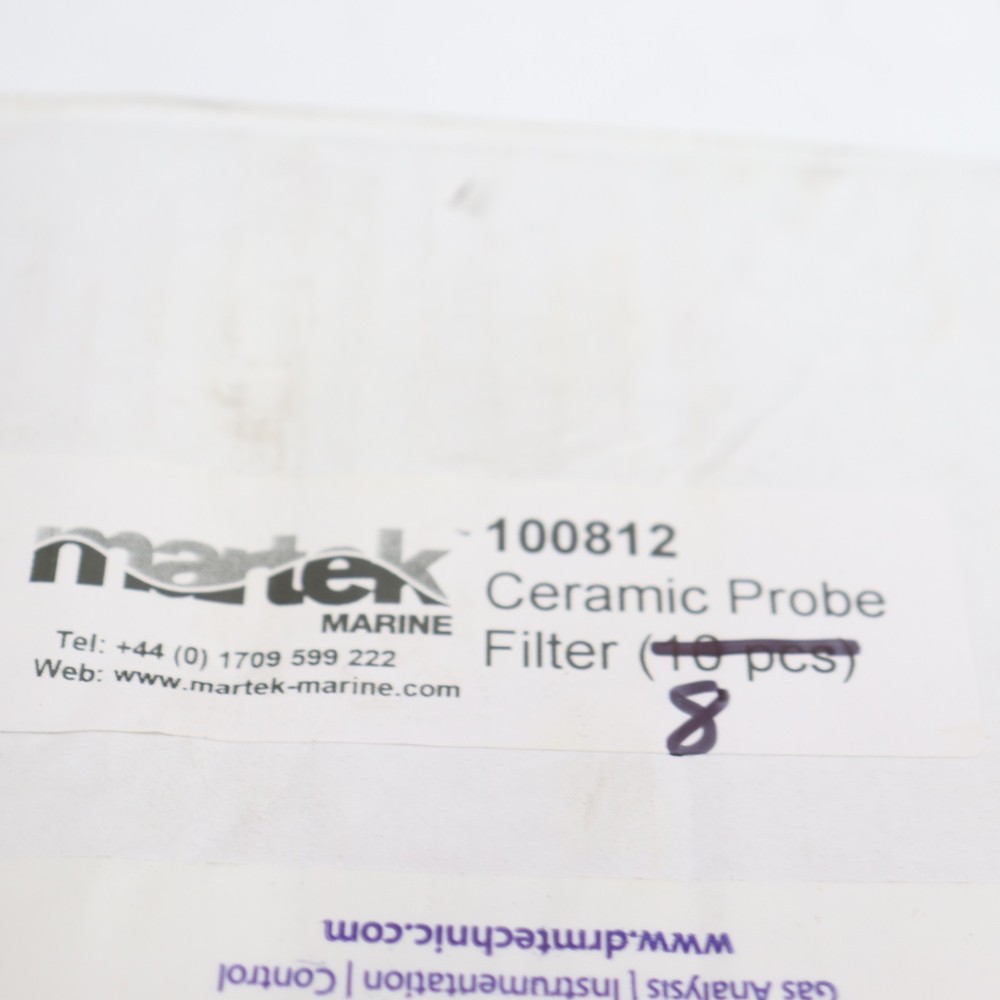 martek
MARINE
Tel: +44 (0) 1709 599 222
Web: www.martek-marine.com
100812
Ceramic Probe
Filter (10 pcs)
8
www.drmtechnic.com
Gas Analysis | Instrumentation | Control